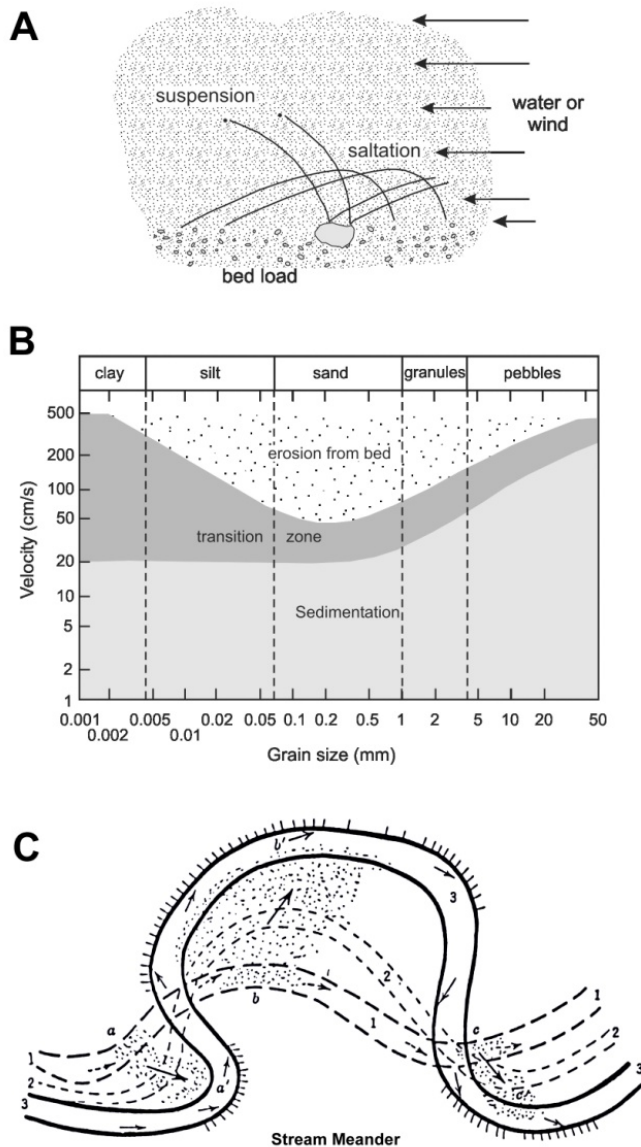 A
suspension
saltation
water or
wind
bed load
B
clay silt sand granules pebbles
500
200
100
50
20
10
5
2
1
Velocity (cm/s)
erosion from bed
transition zone
Sedimentation
0.001 0.005 0.02 0.05 0.1 0.2 0.5 1 2 5 10 20 50
0.002 0.01
Grain size (mm)
C
b'
3
2
1
b
a
1
2
3
a'
c
c'
1
2
3
Stream Meander